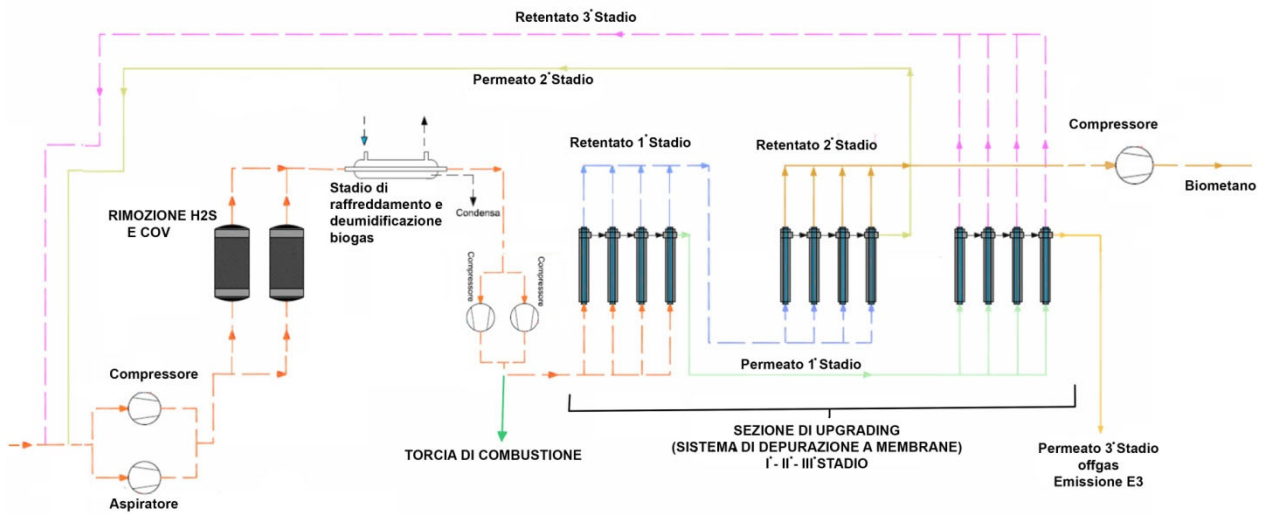 Retentato 3°Stadio
Permeato 2°Stadio
Compressore
Biometano
Retentato 1°Stadio
Retentato 2°Stadio
RIMOZIONE H2S
E COV
Stadio di
raffreddamento e
deumidificazione
biogas
Condensa
Compressore
Compressore
Compressore
Aspiratore
TORCIA DI COMBUSTIONE
Permeato 1°Stadio
SEZIONE DI UPGRADING
(SISTEMA DI DEPURAZIONE A MEMBRANE)
I°- II°- III°STADIO
Permeato 3°Stadio
offgas
Emissione E3